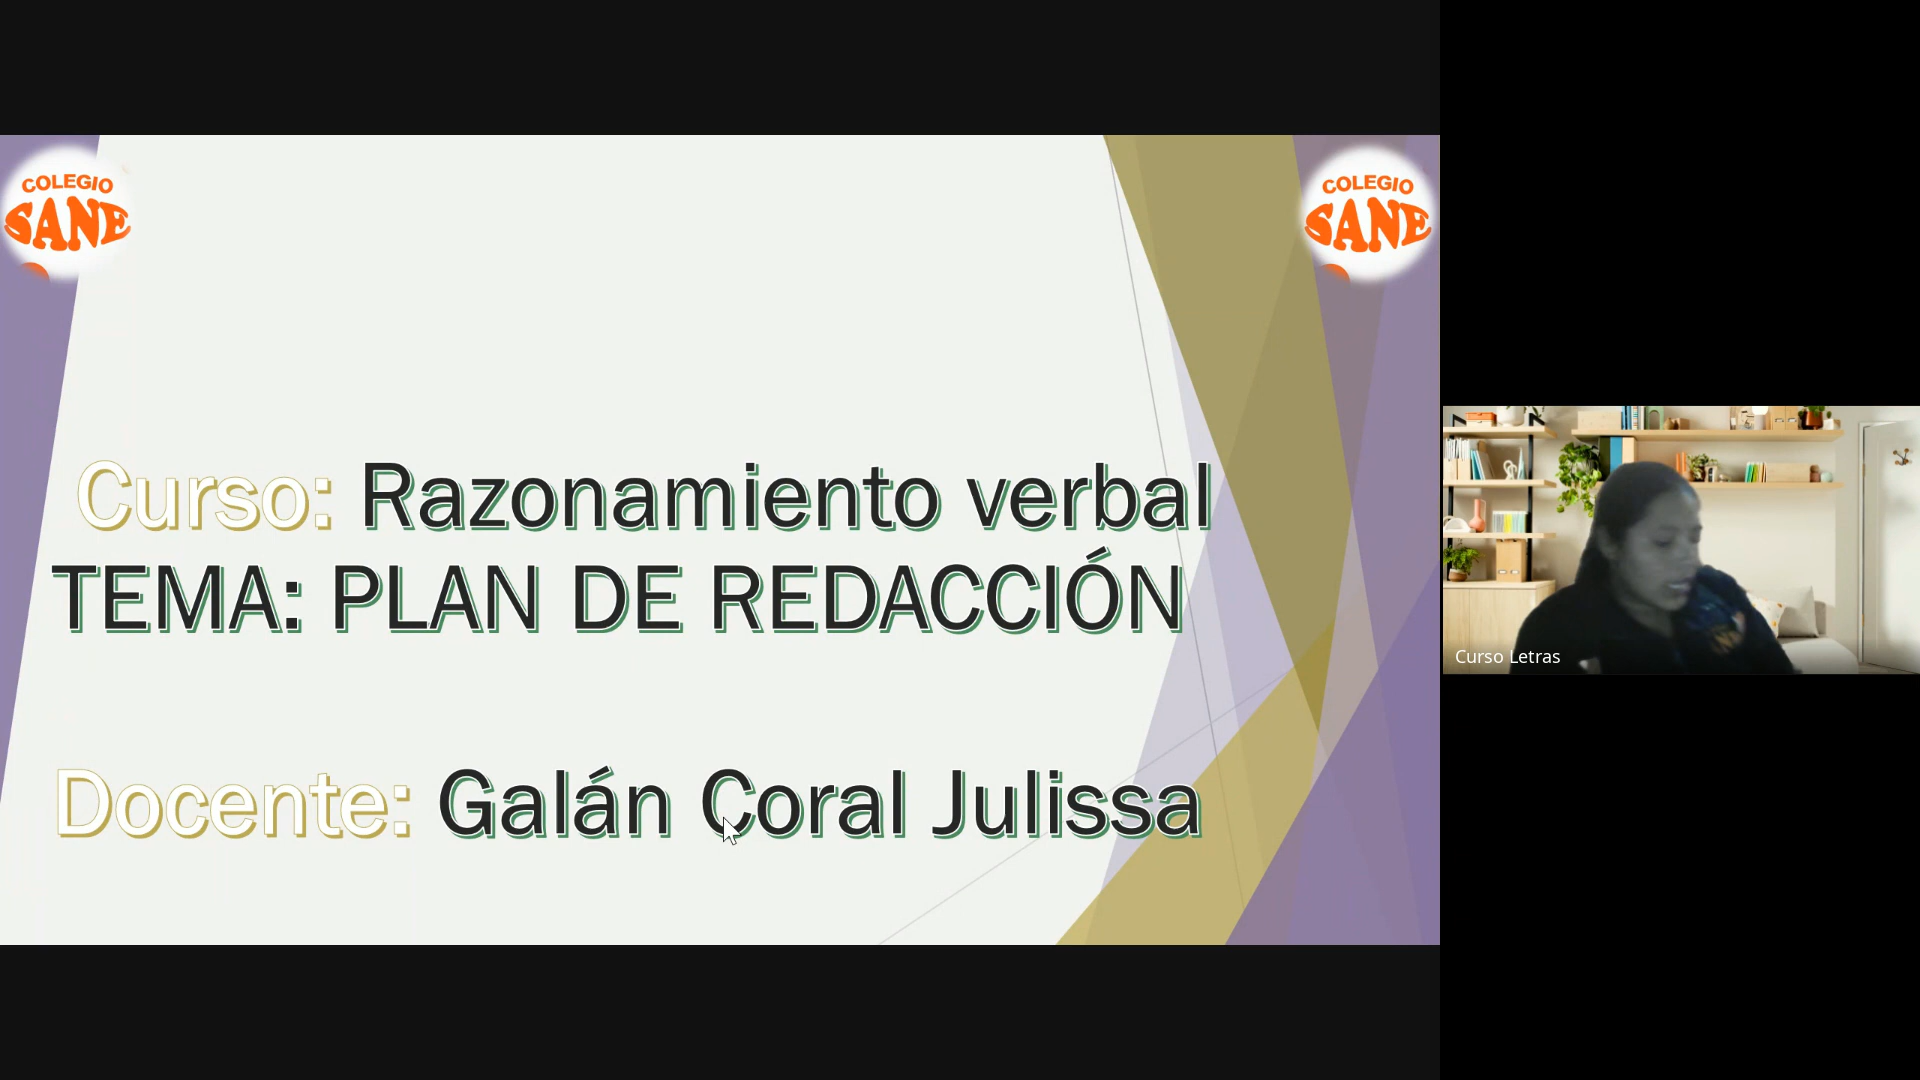 COLEGIO
SANE
COLEGIO
SANE
Curso: Razonamiento verbal
TEMA: PLAN DE REDACCIÓN
Docente: Galán Coral Julissa
Curso Letras